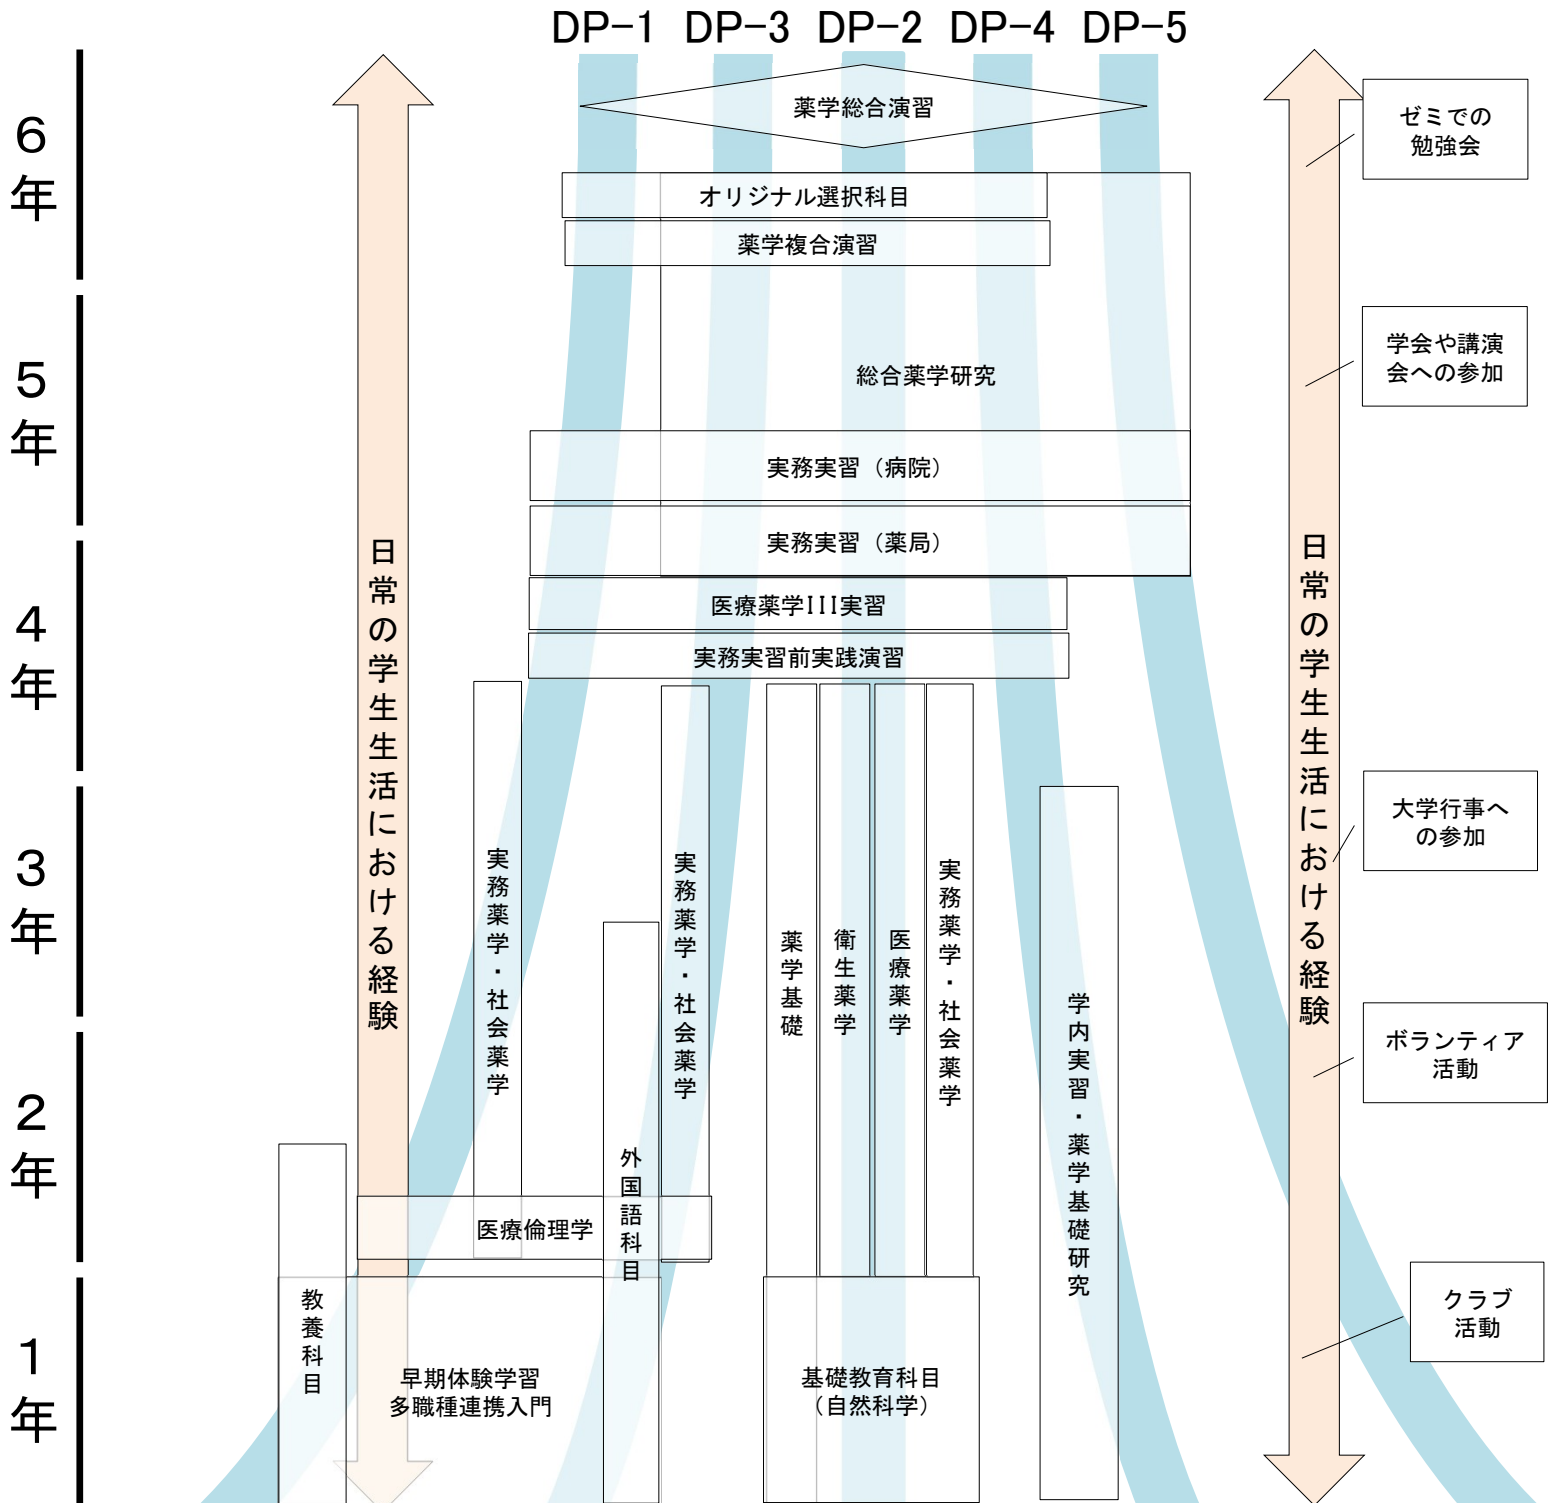 DP-1 DP-3 DP-2 DP-4 DP-5
6年
5年
4年
3年
2年
1年
日常の学生生活における経験
薬学総合演習
オリジナル選択科目
薬学複合演習
総合薬学研究
実務実習（病院）
実務実習（薬局）
医療薬学III実習
実務実習前実践演習
実務薬学・社会薬学
実務薬学・社会薬学
薬学基礎
衛生薬学
医療薬学
実務薬学・社会薬学
学内実習・薬学基礎研究
外国語科目
医療倫理学
教養科目
早期体験学習
多職種連携入門
基礎教育科目
（自然科学）
日常の学生生活における経験
ゼミでの
勉強会
学会や講演
会への参加
大学行事へ
の参加
ボランティア
活動
クラブ
活動